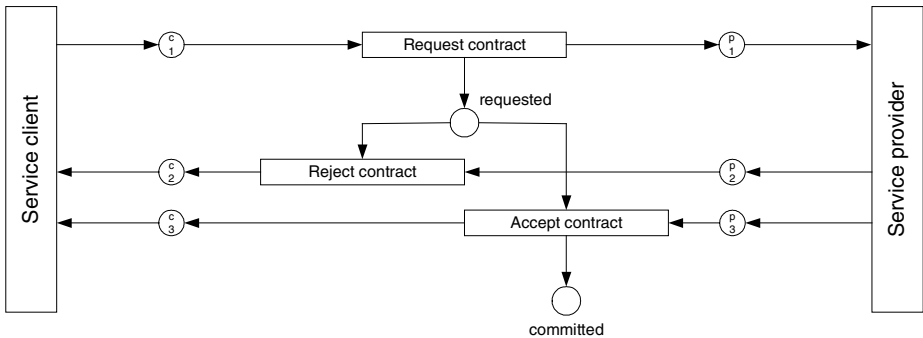 Service client
c
1
Request contract
p
1
Service provider
requested
c
2
Reject contract
p
2
c
3
Accept contract
p
3
committed